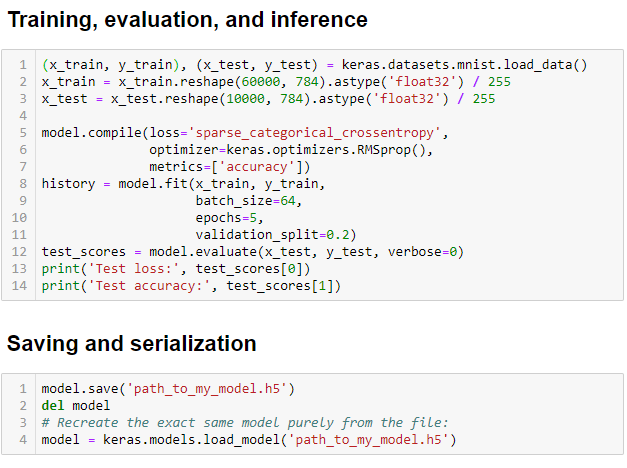 Training, evaluation, and inference
1 (x_train, y_train), (x_test, y_test) = keras.datasets.mnist.load_data()
2 x_train = x_train.reshape(60000, 784).astype('float32') / 255
3 x_test = x_test.reshape(10000, 784).astype('float32') / 255
4
5 model.compile(loss='sparse_categorical_crossentropy',
6               optimizer=keras.optimizers.RMSprop(),
7               metrics=['accuracy'])
8 history = model.fit(x_train, y_train,
9                     batch_size=64,
10                     epochs=5,
11                     validation_split=0.2)
12 test_scores = model.evaluate(x_test, y_test, verbose=0)
13 print('Test loss:', test_scores[0])
14 print('Test accuracy:', test_scores[1])
Saving and serialization
1 model.save('path_to_my_model.h5')
2 del model
3 # Recreate the exact same model purely from the file:
4 model = keras.models.load_model('path_to_my_model.h5')